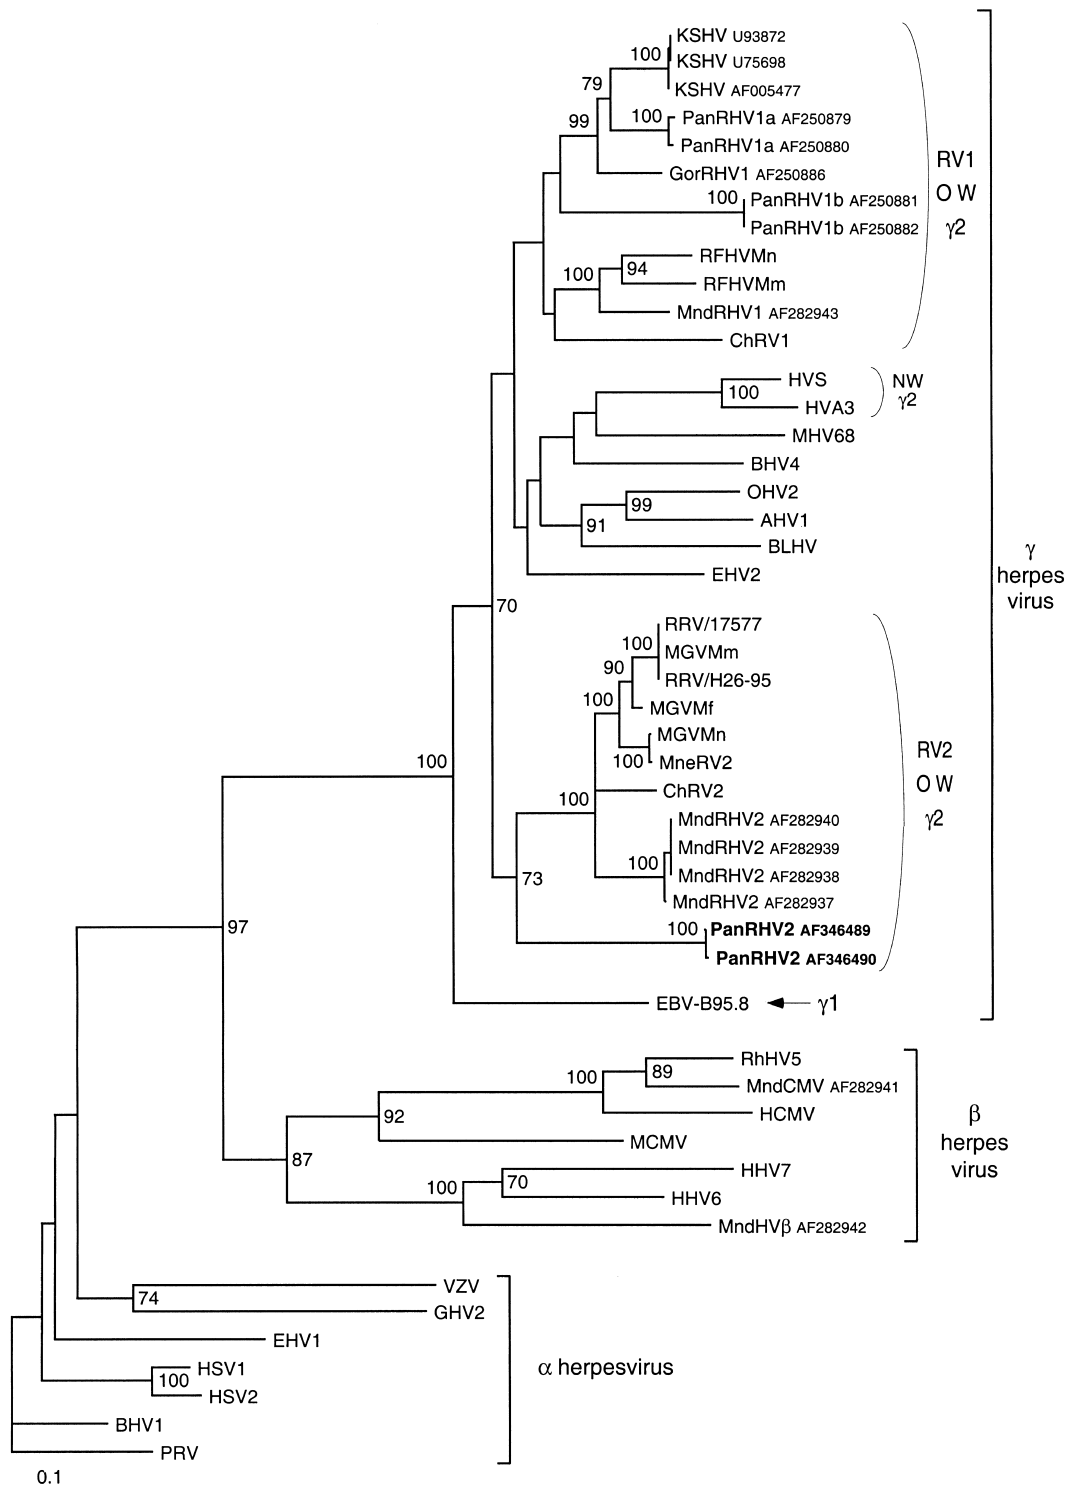 KSHV U93872
100
KSHV U75698
79
KSHV AF005477
99
100
PanRHV1a AF250879
PanRHV1a AF250880
RV1
O W
γ2
GorRHV1 AF250886
100
PanRHV1b AF250881
PanRHV1b AF250882
RFHVMn
100
94
RFHVMm
MndRHV1 AF282943
ChRV1
HVS
100
HVA3
NW
γ2
MHV68
BHV4
OHV2
99
AHV1
91
BLHV
EHV2
γ
herpes
virus
70
RRV/17577
100
MGVMm
90
RRV/H26-95
100
MGVMf
MGVMn
100
MneRV2
RV2
O W
γ2
100
ChRV2
100
MndRHV2 AF282940
MndRHV2 AF282939
100
MndRHV2 AF282938
73
MndRHV2 AF282937
100
PanRHV2 AF346489
PanRHV2 AF346490
97
EBV-B95.8
γ1
RhHV5
100
89
MndCMV AF282941
92
HCMV
MCMV
β
herpes
virus
87
HHV7
100
70
HHV6
MndHVβ AF282942
VZV
74
GHV2
EHV1
HSV1
100
HSV2
α herpesvirus
BHV1
PRV
0.1